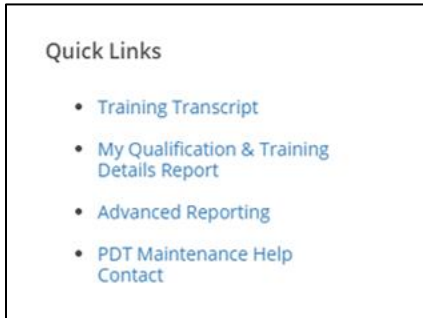 Quick Links
Training Transcript
My Qualification & Training
Details Report
Advanced Reporting
PDT Maintenance Help
Contact